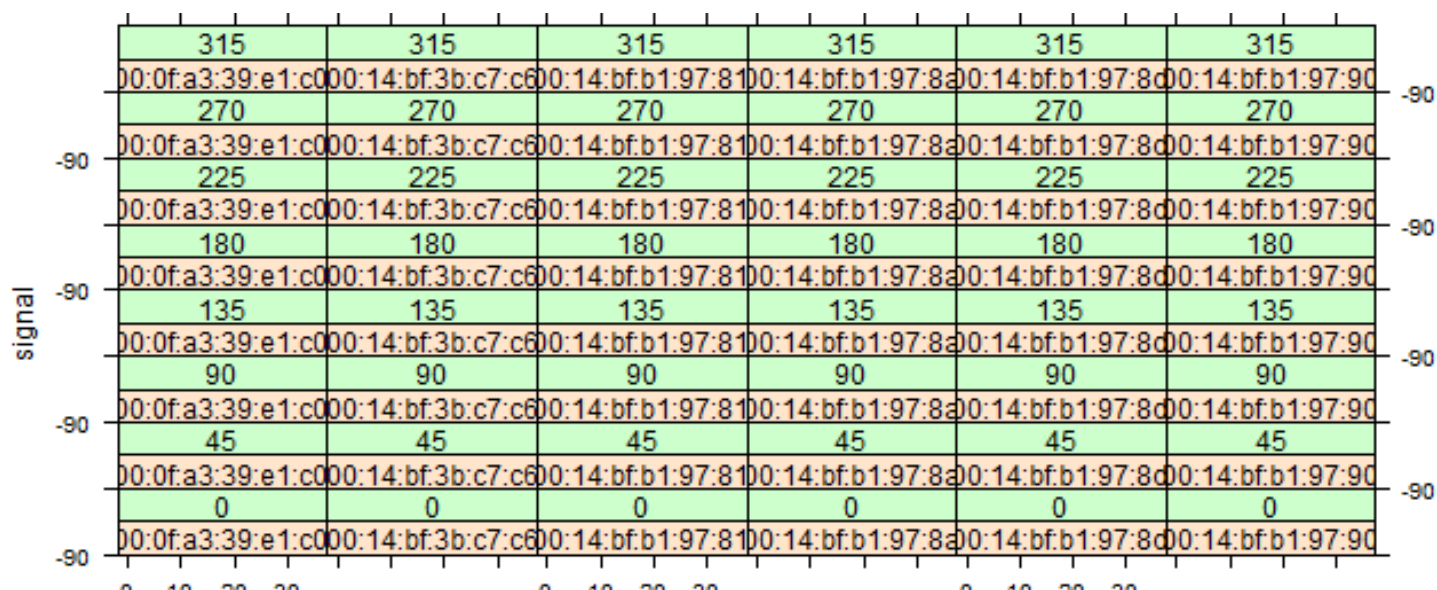 315 315 315 315 315 315
00:0f:a3:39:e1:c0 00:14:bf:3b:c7:c6 00:14:bf:b1:97:81 00:14:bf:b1:97:8a 00:14:bf:b1:97:8d 00:14:bf:b1:97:90
-90
270 270 270 270 270 270
00:0f:a3:39:e1:c0 00:14:bf:3b:c7:c6 00:14:bf:b1:97:81 00:14:bf:b1:97:8a 00:14:bf:b1:97:8d 00:14:bf:b1:97:90
-90
225 225 225 225 225 225
00:0f:a3:39:e1:c0 00:14:bf:3b:c7:c6 00:14:bf:b1:97:81 00:14:bf:b1:97:8a 00:14:bf:b1:97:8d 00:14:bf:b1:97:90
-90
180 180 180 180 180 180
00:0f:a3:39:e1:c0 00:14:bf:3b:c7:c6 00:14:bf:b1:97:81 00:14:bf:b1:97:8a 00:14:bf:b1:97:8d 00:14:bf:b1:97:90
-90
signal
135 135 135 135 135 135
00:0f:a3:39:e1:c0 00:14:bf:3b:c7:c6 00:14:bf:b1:97:81 00:14:bf:b1:97:8a 00:14:bf:b1:97:8d 00:14:bf:b1:97:90
-90
90 90 90 90 90 90
00:0f:a3:39:e1:c0 00:14:bf:3b:c7:c6 00:14:bf:b1:97:81 00:14:bf:b1:97:8a 00:14:bf:b1:97:8d 00:14:bf:b1:97:90
-90
45 45 45 45 45 45
00:0f:a3:39:e1:c0 00:14:bf:3b:c7:c6 00:14:bf:b1:97:81 00:14:bf:b1:97:8a 00:14:bf:b1:97:8d 00:14:bf:b1:97:90
-90
0 0 0 0 0 0
00:0f:a3:39:e1:c0 00:14:bf:3b:c7:c6 00:14:bf:b1:97:81 00:14:bf:b1:97:8a 00:14:bf:b1:97:8d 00:14:bf:b1:97:90
-90